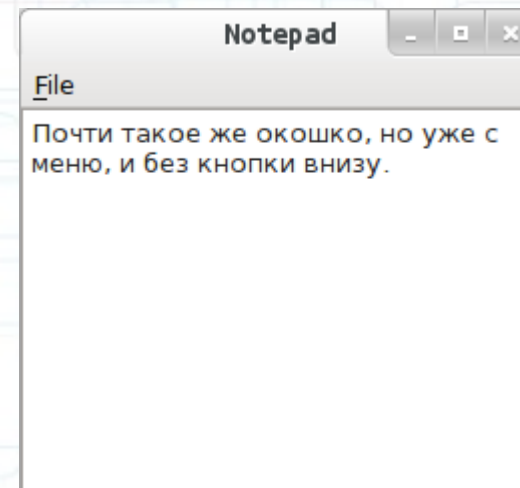 Notepad
File
Почти такое же окошко, но уже с
меню, и без кнопки внизу.